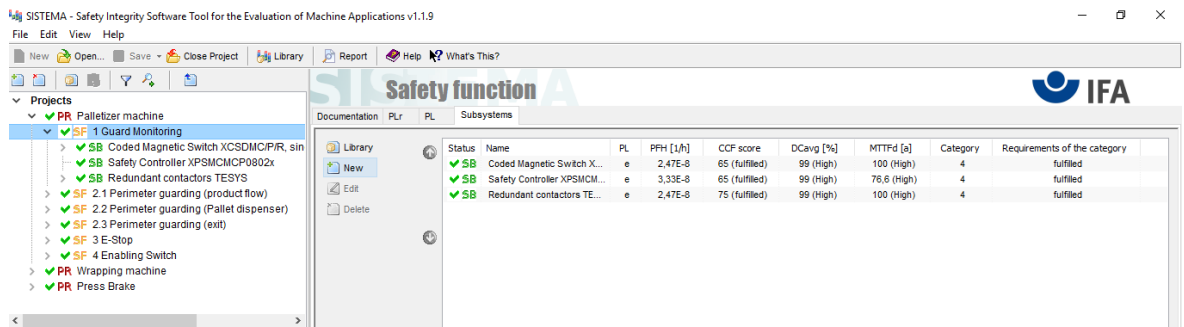 SISTEMA - Safety Integrity Software Tool for the Evaluation of Machine Applications v1.1.9
File Edit View Help
New Open... Save Close Project Library Report Help What's This?
SISTEMA
Safety function
IFA
Projects
PR Palletizer machine
SF 1 Guard Monitoring
SB Coded Magnetic Switch XCSDMC/P/R, sin
SB Safety Controller XPSMCMCP0802x
SB Redundant contactors TESYS
SF 2.1 Perimeter guarding (product flow)
SF 2.2 Perimeter guarding (Pallet dispenser)
SF 2.3 Perimeter guarding (exit)
SF 3 E-Stop
SF 4 Enabling Switch
PR Wrapping machine
PR Press Brake
Documentation PLr PL Subsystems
Library
New
Edit
Delete
Status Name PL PFH [1/h] CCF score DCavg [%] MTTFd [a] Category Requirements of the category
SB Coded Magnetic Switch X... e 2,47E-8 65 (fulfilled) 99 (High) 100 (High) 4 fulfilled
SB Safety Controller XPSMCM... e 3,33E-8 65 (fulfilled) 99 (High) 76,6 (High) 4 fulfilled
SB Redundant contactors TE... e 2,47E-8 75 (fulfilled) 99 (High) 100 (High) 4 fulfilled